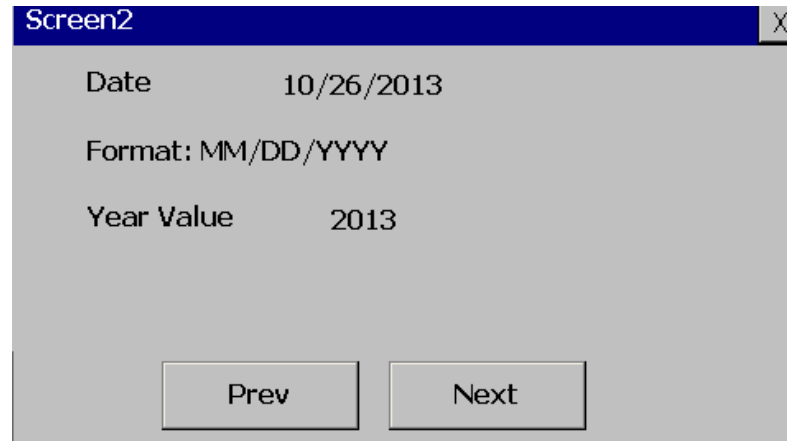 Screen2 X
Date 10/26/2013
Format: MM/DD/YYYY
Year Value 2013
Prev Next